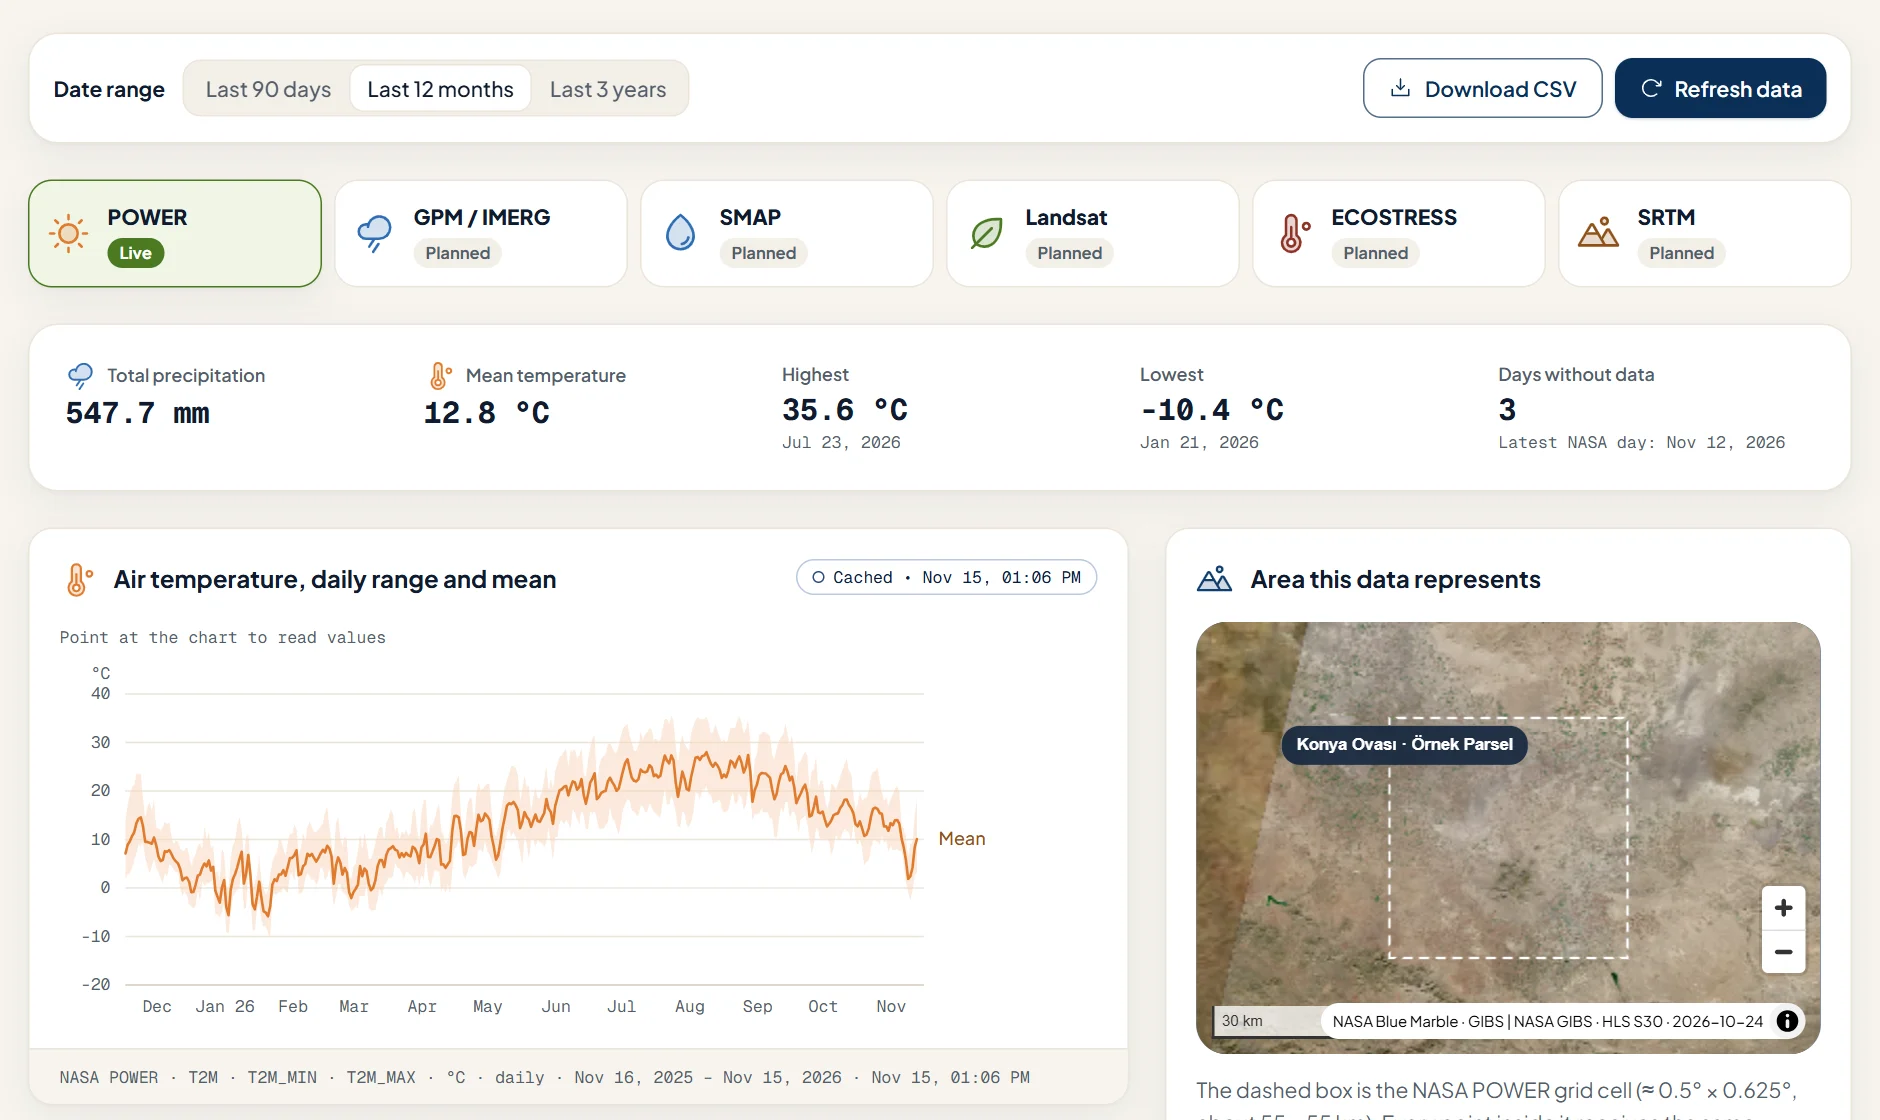 Date range
Last 90 days
Last 12 months
Last 3 years
Download CSV
Refresh data
POWER
Live
GPM / IMERG
Planned
SMAP
Planned
Landsat
Planned
ECOSTRESS
Planned
SRTM
Planned
Total precipitation
547.7 mm
Mean temperature
12.8 °C
Highest
35.6 °C
Jul 23, 2026
Lowest
-10.4 °C
Jan 21, 2026
Days without data
3
Latest NASA day: Nov 12, 2026
Air temperature, daily range and mean
Cached • Nov 15, 01:06 PM
Point at the chart to read values
°C
40
30
20
10
0
-10
-20
Mean
Dec Jan 26 Feb Mar Apr May Jun Jul Aug Sep Oct Nov
NASA POWER · T2M · T2M_MIN · T2M_MAX · °C · daily · Nov 16, 2025 – Nov 15, 2026 · Nov 15, 01:06 PM
Area this data represents
Konya Ovası · Örnek Parsel
+
−
30 km
NASA Blue Marble · GIBS | NASA GIBS · HLS S30 · 2026-10-24
The dashed box is the NASA POWER grid cell (≈ 0.5° × 0.625°,